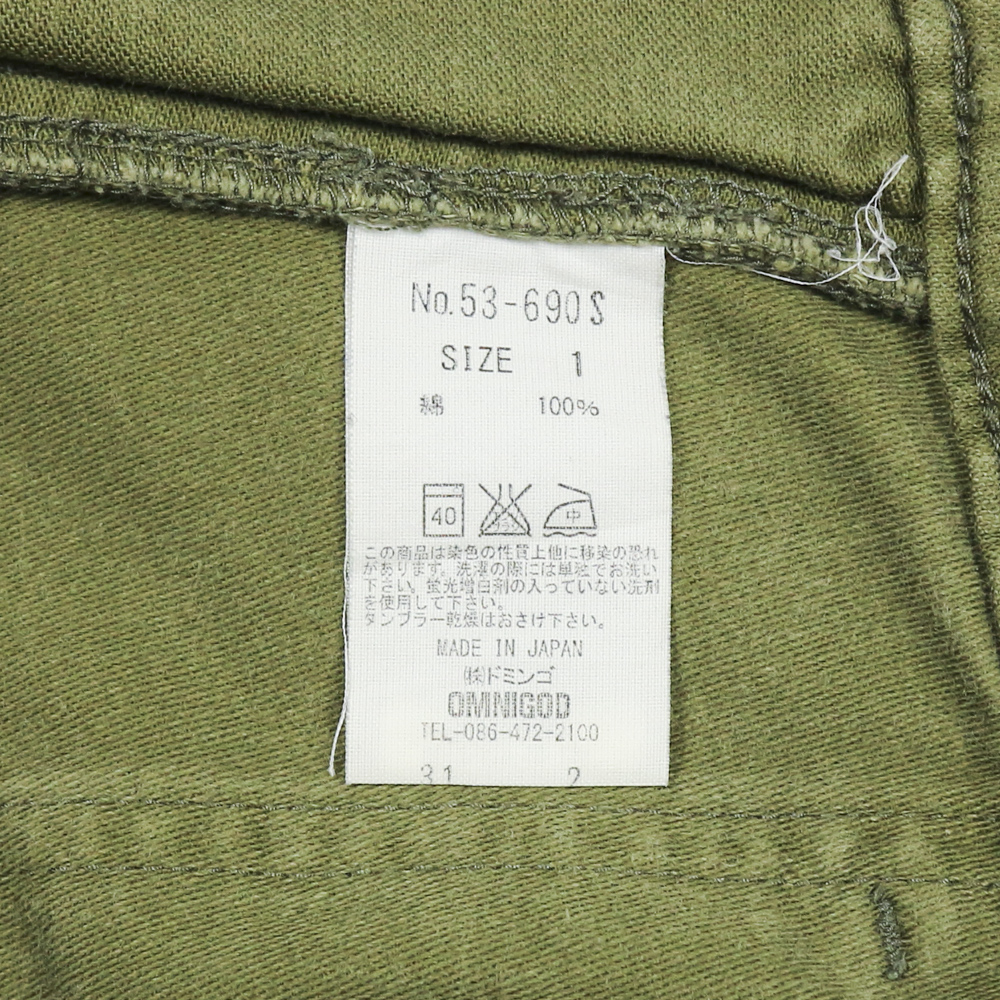 No.53-690S
SIZE 1
綿 100%
40 中
この商品は染色の性質上他に移染の恐れ
があります。洗濯の際には単独でお洗い
下さい。蛍光増白剤の入っていない洗剤
を使用して下さい。
タンブラー乾燥はおさけ下さい。
MADE IN JAPAN
㈱ドミンゴ
OMNIGOD
TEL-086-472-2100
31 2